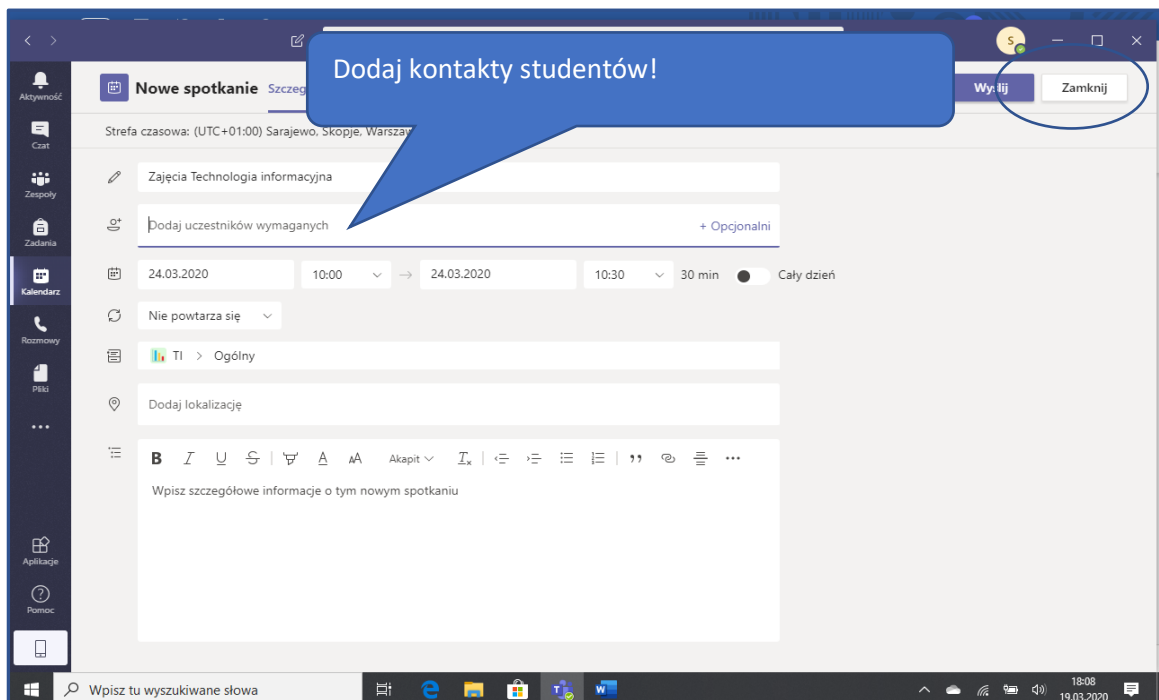 Dodaj kontakty studentów!
S
Aktywność
Nowe spotkanie
Wyślij
Zamknij
Strefa czasowa: (UTC+01:00) Sarajewo, Skopje,
Czat
Zajęcia Technologia informacyjna
Zespoły
Dodaj uczestników wymaganych
+ Opcjonalni
Zadania
24.03.2020 10:00 → 24.03.2020 10:30 30 min Cały dzień
Kalendarz
Nie powtarza się
Rozmowy
TI > Ogólny
Pliki
Dodaj lokalizację
B I U S A AA Akapit
Wpisz szczegółowe informacje o tym nowym spotkaniu
Aplikacje
Pomoc
Wpisz tu wyszukiwane słowa
18:08
19.03.2020